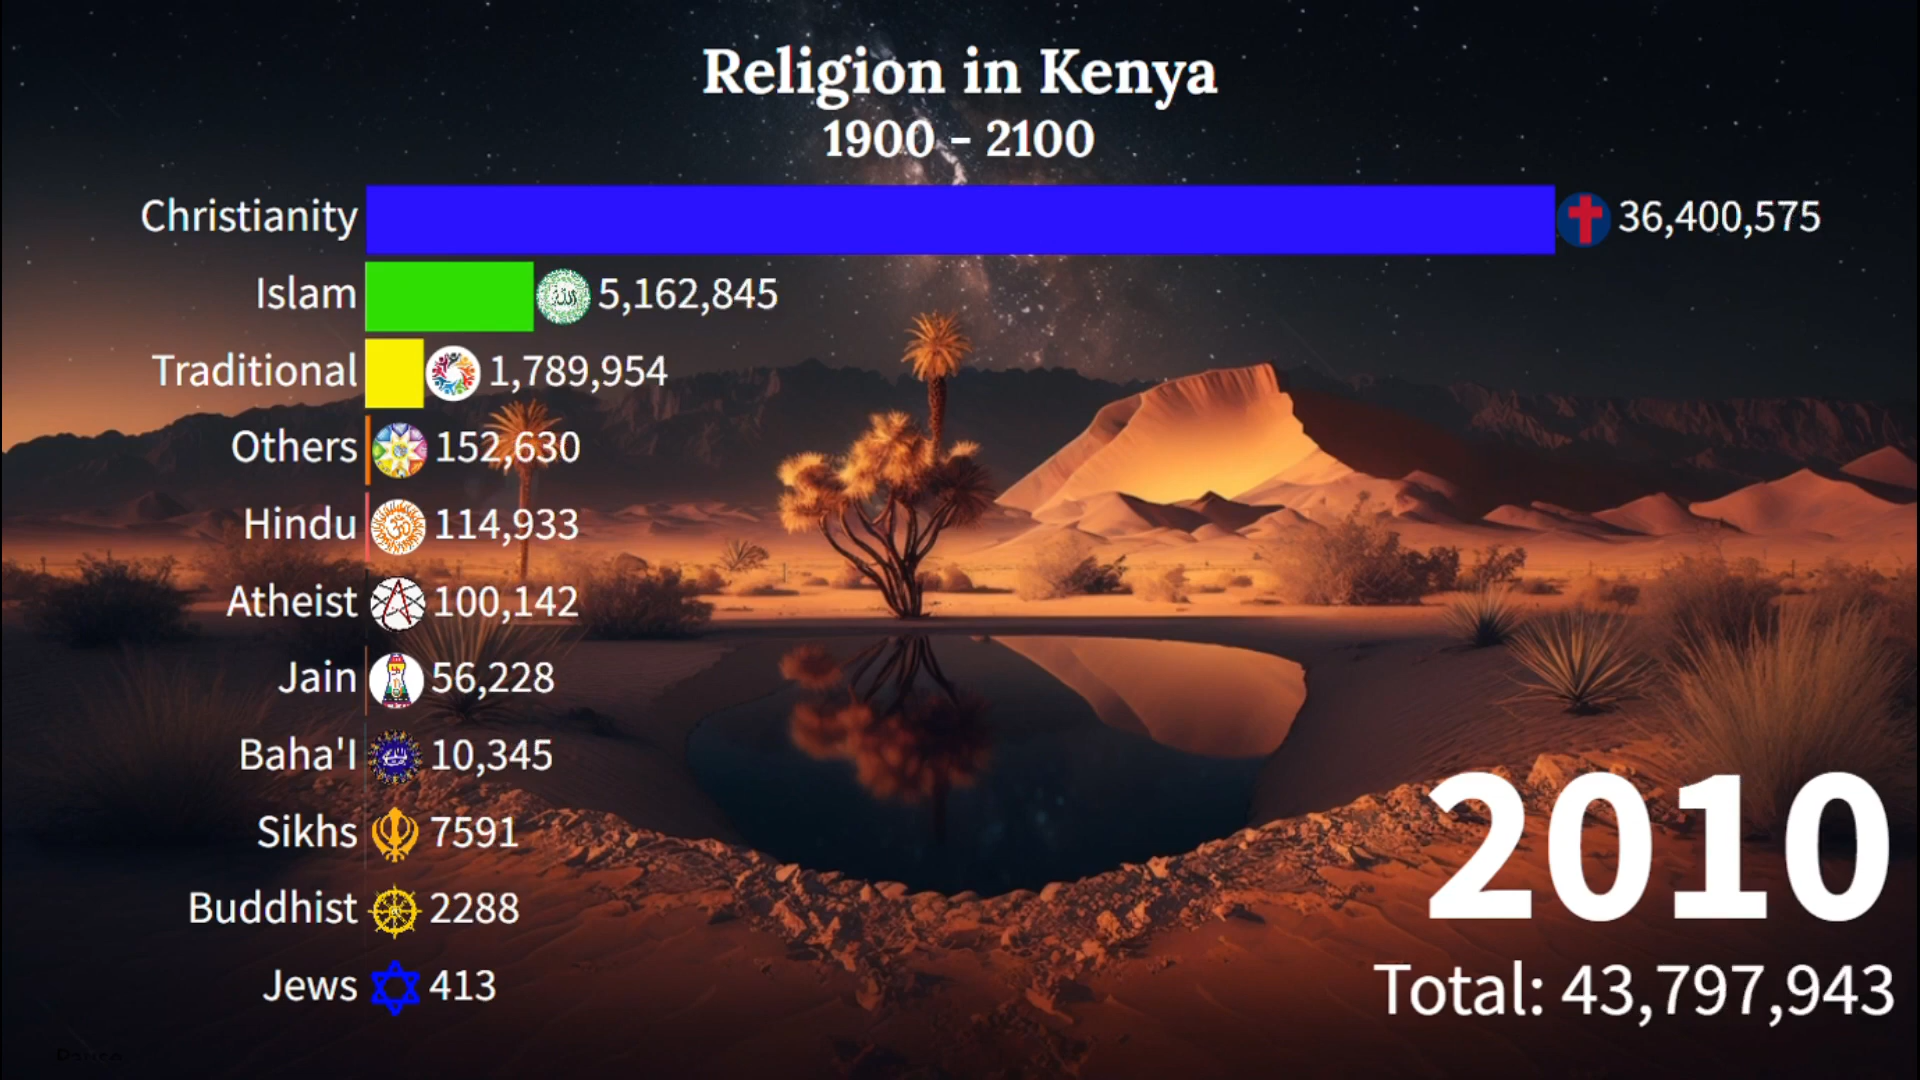 Religion in Kenya
1900 - 2100
Christianity 36,400,575
Islam 5,162,845
Traditional 1,789,954
Others 152,630
Hindu 114,933
Atheist 100,142
Jain 56,228
Baha'I 10,345
Sikhs 7591
Buddhist 2288
Jews 413
2010
Total: 43,797,943